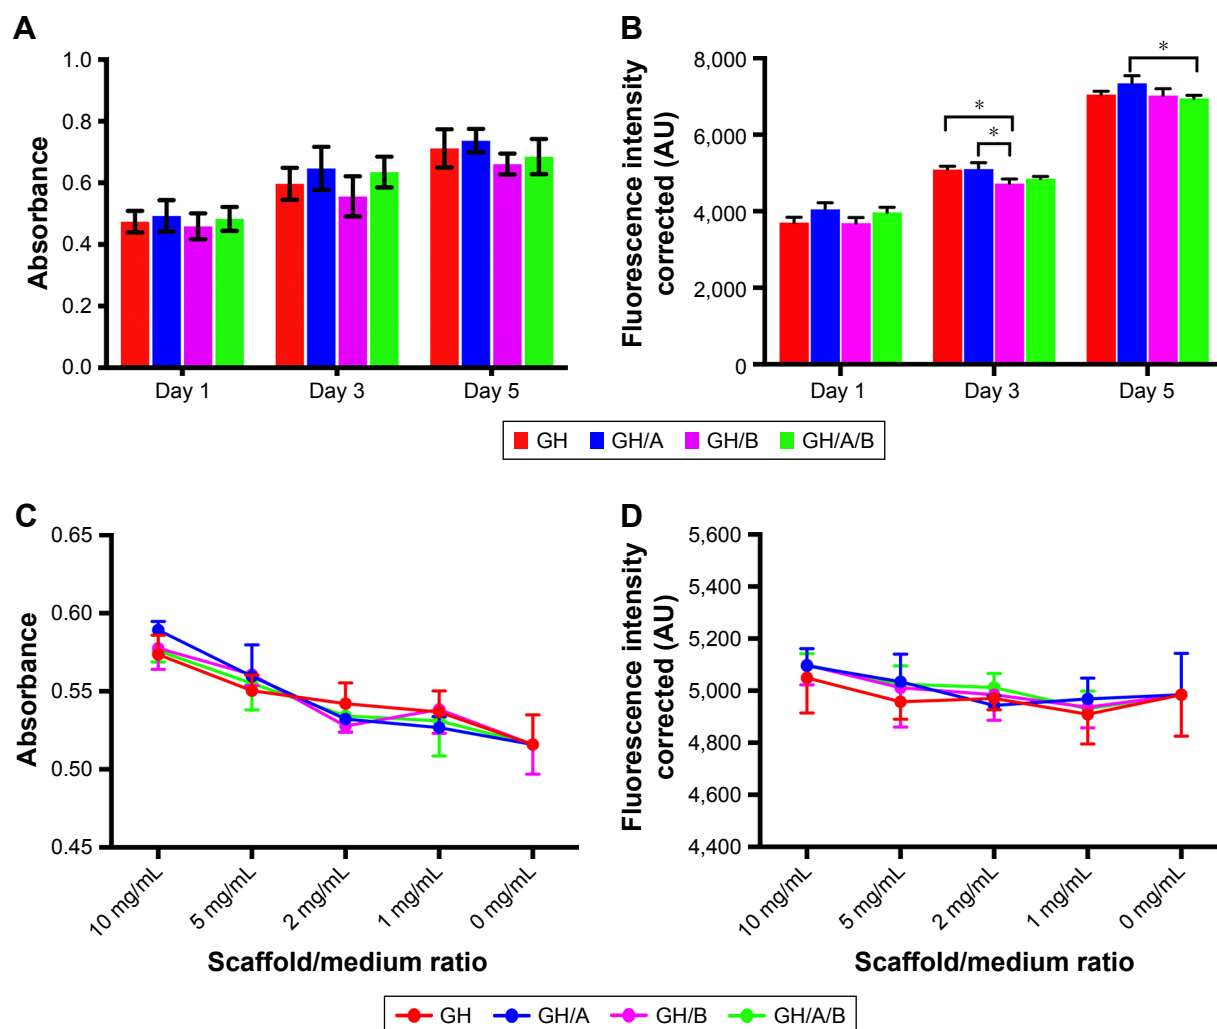 A
Absorbance
1.0
0.8
0.6
0.4
0.2
0.0
Day 1
Day 3
Day 5
B
Fluorescence intensity
corrected (AU)
8,000
6,000
4,000
2,000
0
*
*
*
Day 1
Day 3
Day 5
GH
GH/A
GH/B
GH/A/B
C
Absorbance
0.65
0.60
0.55
0.50
0.45
10 mg/mL
5 mg/mL
2 mg/mL
1 mg/mL
0 mg/mL
Scaffold/medium ratio
D
Fluorescence intensity
corrected (AU)
5,600
5,400
5,200
5,000
4,800
4,600
4,400
10 mg/mL
5 mg/mL
2 mg/mL
1 mg/mL
0 mg/mL
Scaffold/medium ratio
GH
GH/A
GH/B
GH/A/B